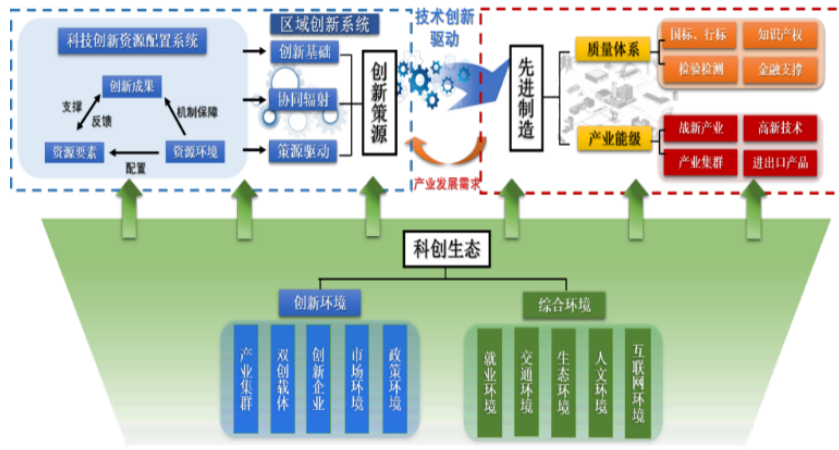 区域创新系统
技术创新
驱动
科技创新资源配置系统
创新成果
支撑
反馈
机制保障
资源要素
资源环境
配置
创新基础
协同辐射
策源驱动
创新策源
产业发展需求
先进制造
质量体系
国标、行标
知识产权
检验检测
金融支撑
产业能级
战新产业
高新技术
产业集群
进出口产品
科创生态
创新环境
产业集群
双创载体
创新企业
市场环境
政策环境
综合环境
就业环境
交通环境
生态环境
人文环境
互联网环境